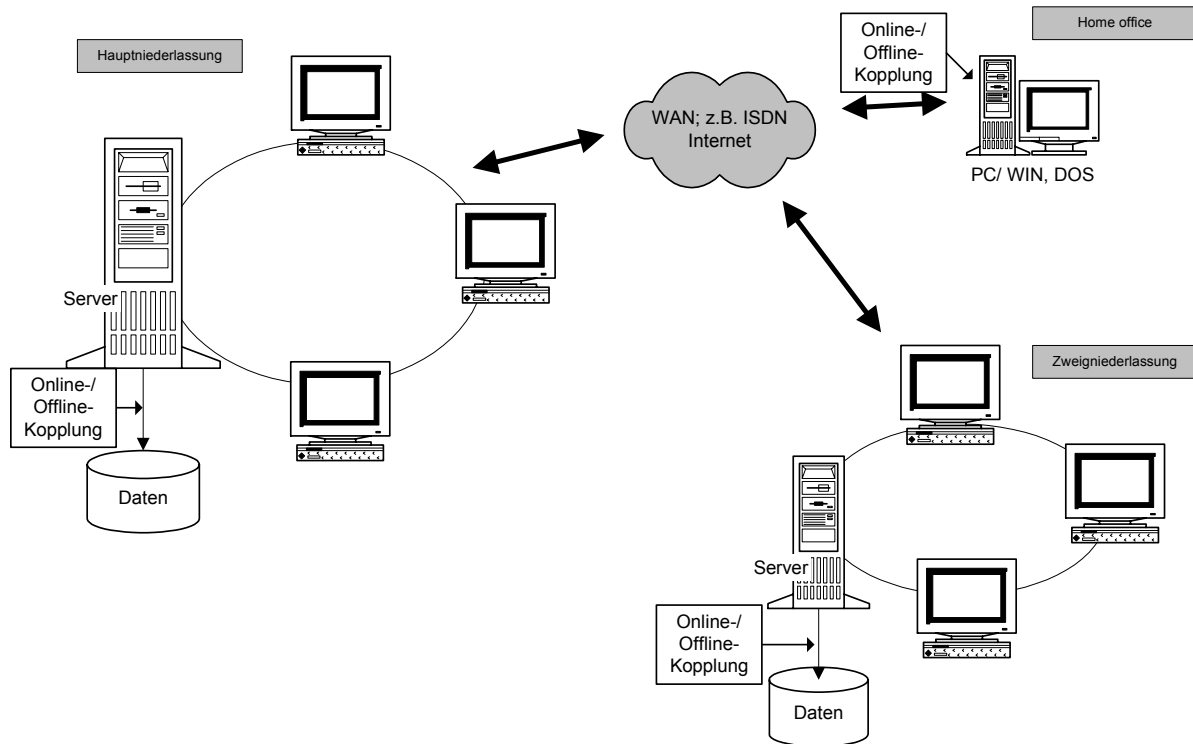 Hauptniederlassung
Online-/
Offline-
Kopplung
Home office
WAN; z.B. ISDN
Internet
PC/ WIN, DOS
Server
Online-/
Offline-
Kopplung
Daten
Zweigniederlassung
Server
Online-/
Offline-
Kopplung
Daten